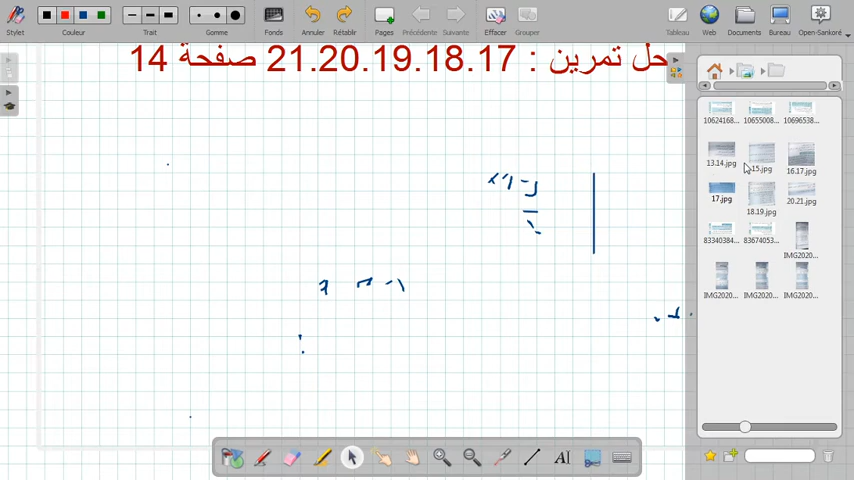 Stylet Couleur Trait Gomme Fonds Annuler Refaire Pages Précédente Suivante Effacer Grouper Tableau Web Documents Bureau Open-Sankoré
حل تمرين : 21.20.19.18.17 صفحة 14
10624168... 10655008... 10696538...
13.14.jpg 15.jpg 16.17.jpg
17.jpg 18.19.jpg 20.21.jpg
83340384... 83674053... IMG2020...
IMG2020... IMG2020... IMG2020...
AI